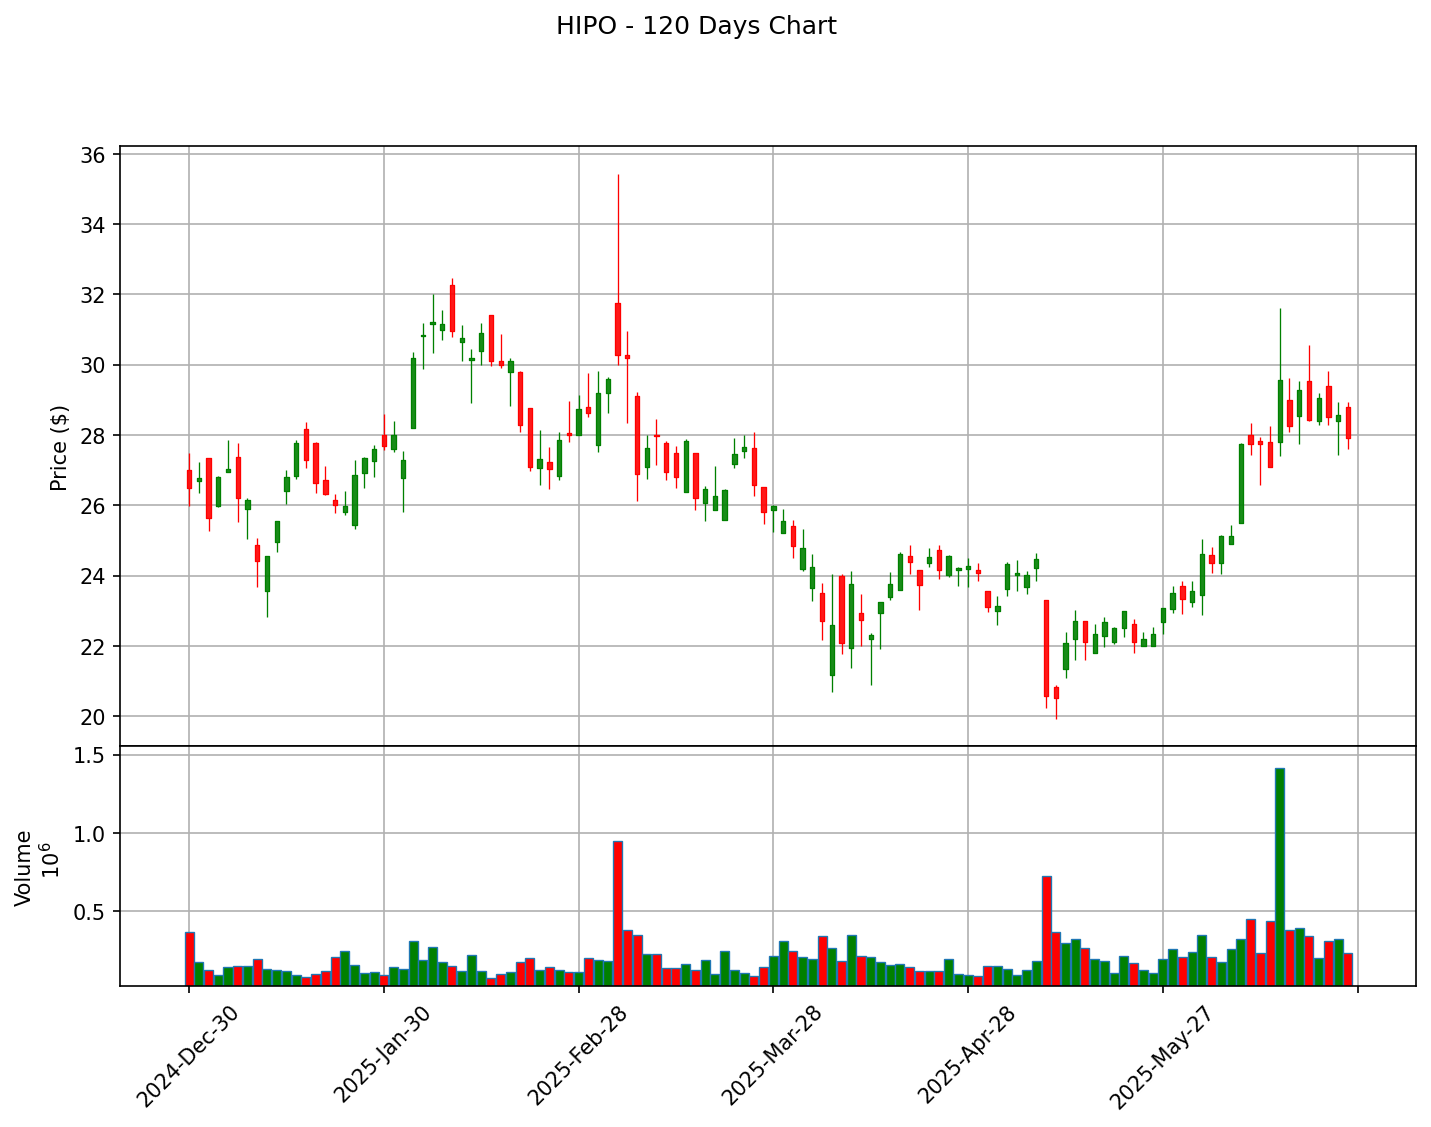 HIPO - 120 Days Chart
Price ($)
36
34
32
30
28
26
24
22
20
Volume
10^6
1.5
1.0
0.5
2024-Dec-30
2025-Jan-30
2025-Feb-28
2025-Mar-28
2025-Apr-28
2025-May-27